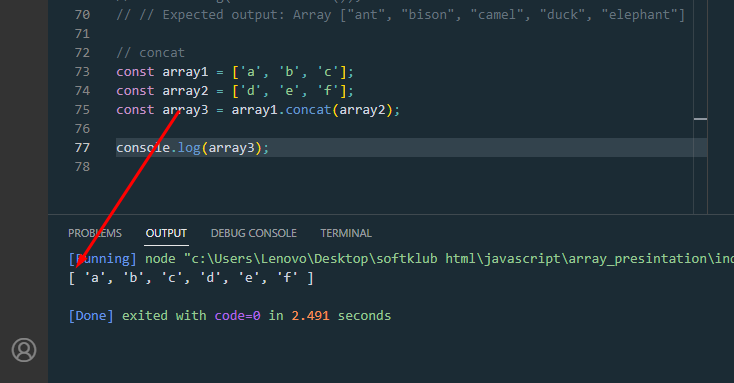 70 // // Expected output: Array ["ant", "bison", "camel", "duck", "elephant"]
71
72 // concat
73 const array1 = ['a', 'b', 'c'];
74 const array2 = ['d', 'e', 'f'];
75 const array3 = array1.concat(array2);
76
77 console.log(array3);
78
PROBLEMS OUTPUT DEBUG CONSOLE TERMINAL
[Running] node "c:\Users\Lenovo\Desktop\softklub html\javascript\array_presintation\ind
[ 'a', 'b', 'c', 'd', 'e', 'f' ]
[Done] exited with code=0 in 2.491 seconds